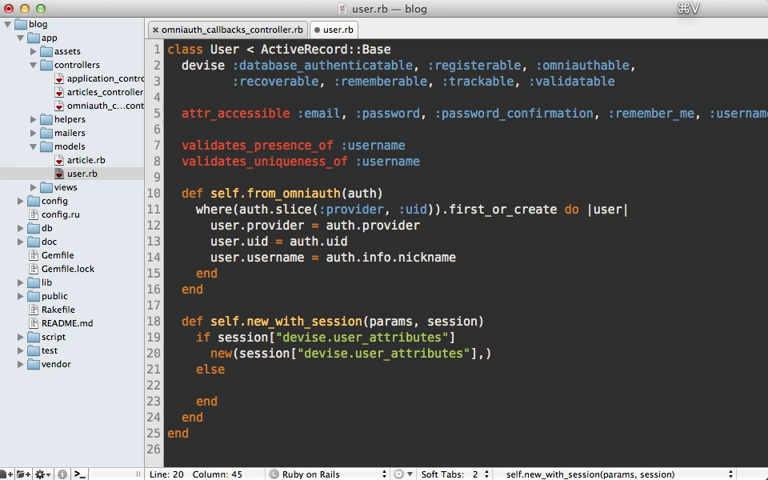 user.rb — blog
⌘V
blog
app
assets
controllers
application_contro
articles_controller
omniauth_c...cont
helpers
mailers
models
article.rb
user.rb
views
config
config.ru
db
doc
Gemfile
Gemfile.lock
lib
public
Rakefile
README.md
script
test
vendor
omniauth_callbacks_controller.rb
user.rb
1 class User < ActiveRecord::Base
2 devise :database_authenticatable, :registerable, :omniauthable,
3 :recoverable, :rememberable, :trackable, :validatable
4
5 attr_accessible :email, :password, :password_confirmation, :remember_me, :username
6
7 validates_presence_of :username
8 validates_uniqueness_of :username
9
10 def self.from_omniauth(auth)
11 where(auth.slice(:provider, :uid)).first_or_create do |user|
12 user.provider = auth.provider
13 user.uid = auth.uid
14 user.username = auth.info.nickname
15 end
16 end
17
18 def self.new_with_session(params, session)
19 if session["devise.user_attributes"]
20 new(session["devise.user_attributes"],)
21 else
22
23 end
24 end
25 end
26
Line: 20 Column: 45
Ruby on Rails
Soft Tabs: 2
self.new_with_session(params, session)